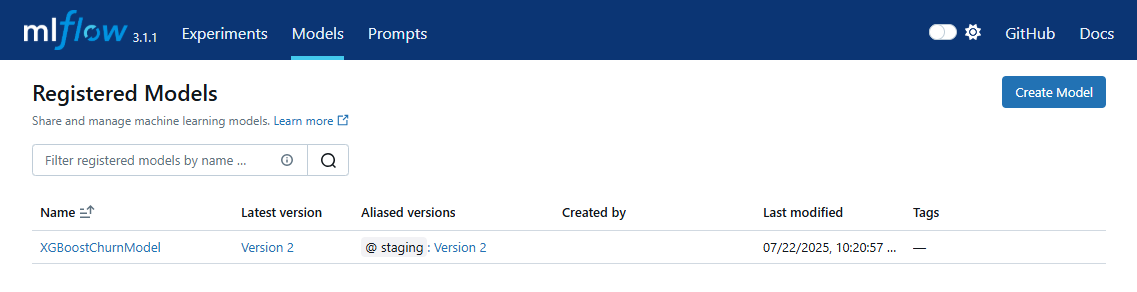 mlflow 3.1.1 Experiments Models Prompts GitHub Docs
Registered Models
Create Model
Share and manage machine learning models. Learn more
Filter registered models by name ...
Name Latest version Aliased versions Created by Last modified Tags
XGBoostChurnModel Version 2 @ staging: Version 2 07/22/2025, 10:20:57 ... —